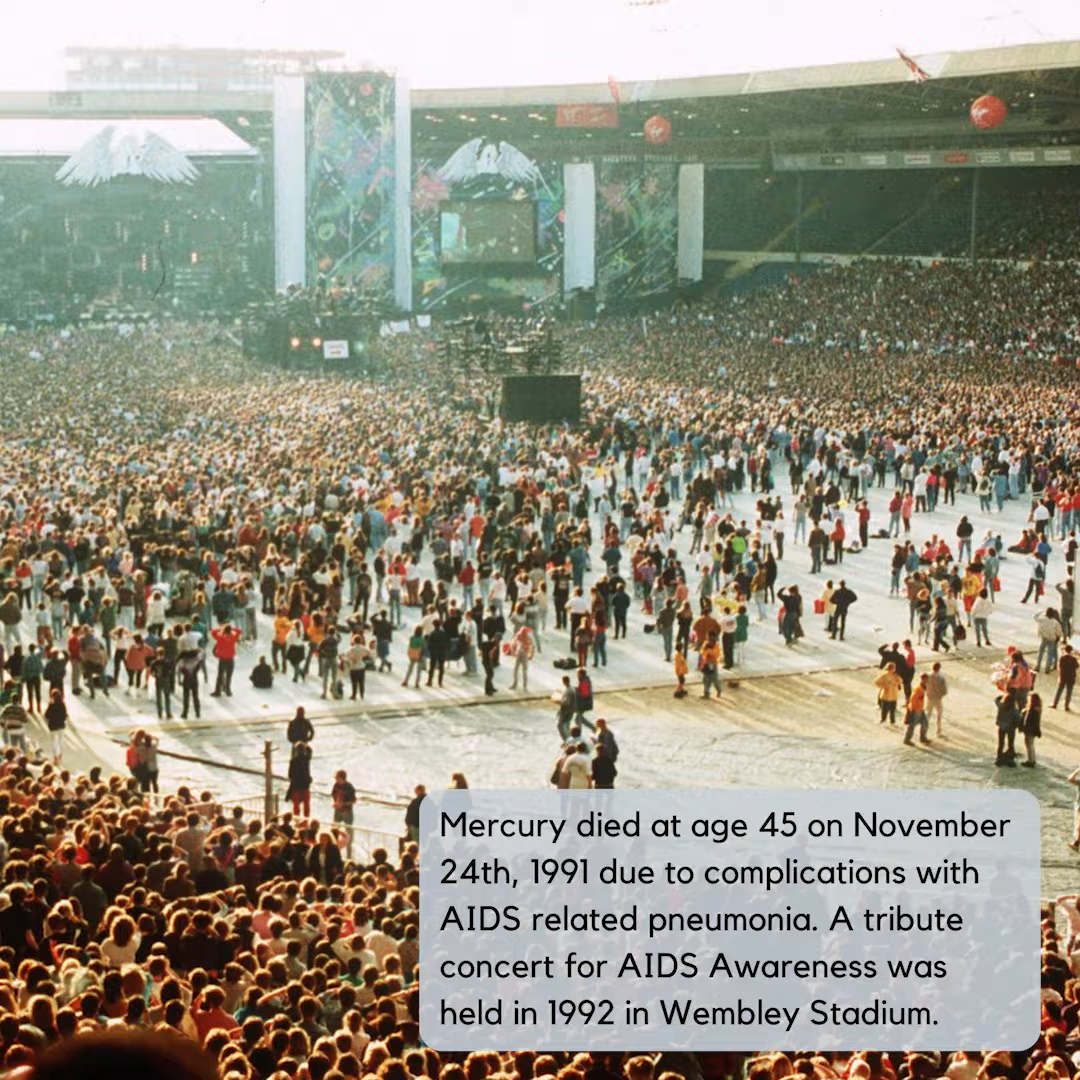 Mercury died at age 45 on November
24th, 1991 due to complications with
AIDS related pneumonia. A tribute
concert for AIDS Awareness was
held in 1992 in Wembley Stadium.